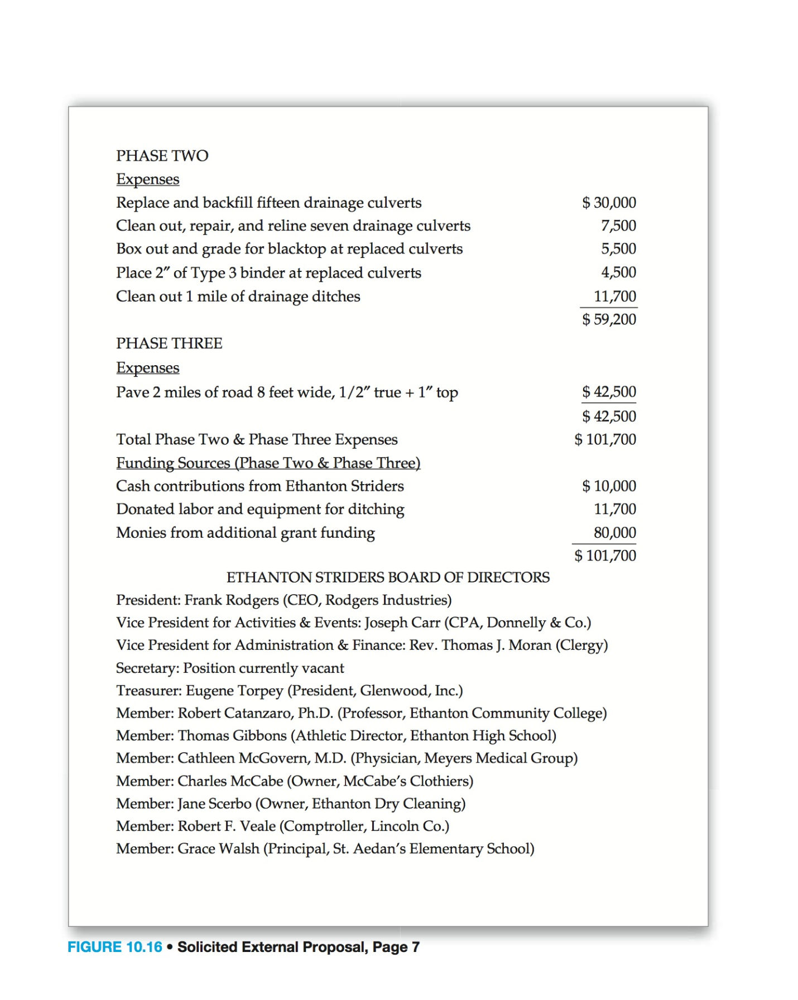 PHASE TWO
Expenses
Replace and backfill fifteen drainage culverts $ 30,000
Clean out, repair, and reline seven drainage culverts 7,500
Box out and grade for blacktop at replaced culverts 5,500
Place 2″ of Type 3 binder at replaced culverts 4,500
Clean out 1 mile of drainage ditches 11,700
$ 59,200
PHASE THREE
Expenses
Pave 2 miles of road 8 feet wide, 1/2″ true + 1″ top $ 42,500
$ 42,500
Total Phase Two & Phase Three Expenses $ 101,700
Funding Sources (Phase Two & Phase Three)
Cash contributions from Ethanton Striders $ 10,000
Donated labor and equipment for ditching 11,700
Monies from additional grant funding 80,000
$ 101,700
ETHANTON STRIDERS BOARD OF DIRECTORS
President: Frank Rodgers (CEO, Rodgers Industries)
Vice President for Activities & Events: Joseph Carr (CPA, Donnelly & Co.)
Vice President for Administration & Finance: Rev. Thomas J. Moran (Clergy)
Secretary: Position currently vacant
Treasurer: Eugene Torpey (President, Glenwood, Inc.)
Member: Robert Catanzaro, Ph.D. (Professor, Ethanton Community College)
Member: Thomas Gibbons (Athletic Director, Ethanton High School)
Member: Cathleen McGovern, M.D. (Physician, Meyers Medical Group)
Member: Charles McCabe (Owner, McCabe’s Clothiers)
Member: Jane Scerbo (Owner, Ethanton Dry Cleaning)
Member: Robert F. Veale (Comptroller, Lincoln Co.)
Member: Grace Walsh (Principal, St. Aedan’s Elementary School)
FIGURE 10.16 • Solicited External Proposal, Page 7